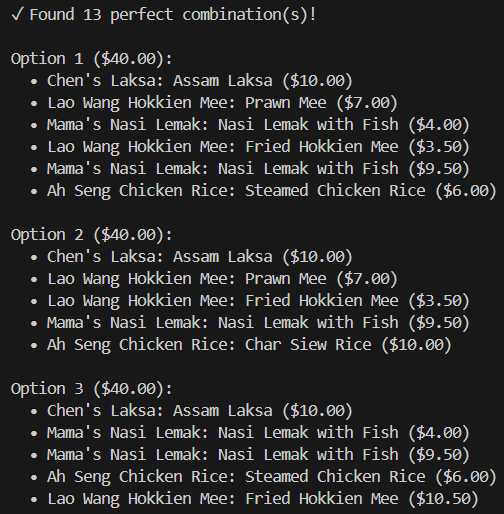 ✓ Found 13 perfect combination(s)!
Option 1 ($40.00):
• Chen's Laksa: Assam Laksa ($10.00)
• Lao Wang Hokkien Mee: Prawn Mee ($7.00)
• Mama's Nasi Lemak: Nasi Lemak with Fish ($4.00)
• Lao Wang Hokkien Mee: Fried Hokkien Mee ($3.50)
• Mama's Nasi Lemak: Nasi Lemak with Fish ($9.50)
• Ah Seng Chicken Rice: Steamed Chicken Rice ($6.00)
Option 2 ($40.00):
• Chen's Laksa: Assam Laksa ($10.00)
• Lao Wang Hokkien Mee: Prawn Mee ($7.00)
• Lao Wang Hokkien Mee: Fried Hokkien Mee ($3.50)
• Mama's Nasi Lemak: Nasi Lemak with Fish ($9.50)
• Ah Seng Chicken Rice: Char Siew Rice ($10.00)
Option 3 ($40.00):
• Chen's Laksa: Assam Laksa ($10.00)
• Mama's Nasi Lemak: Nasi Lemak with Fish ($4.00)
• Mama's Nasi Lemak: Nasi Lemak with Fish ($9.50)
• Ah Seng Chicken Rice: Steamed Chicken Rice ($6.00)
• Lao Wang Hokkien Mee: Fried Hokkien Mee ($10.50)